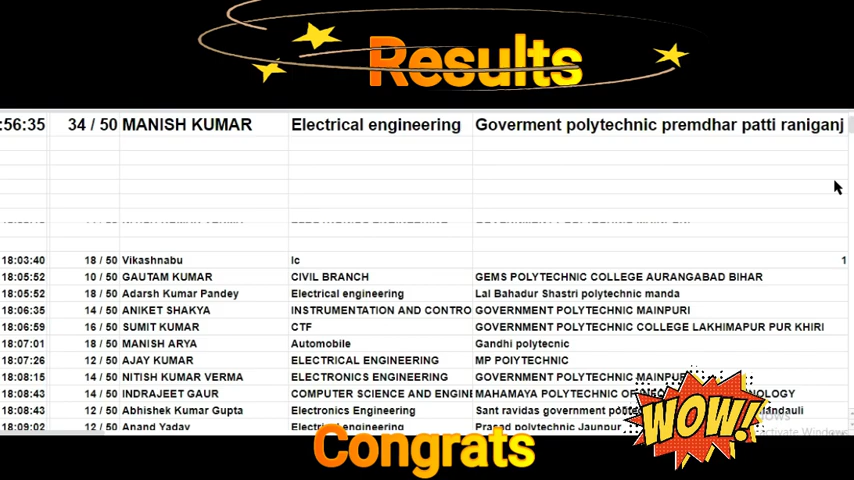 Results
:56:35 34 / 50 MANISH KUMAR Electrical engineering Goverment polytechnic premdhar patti raniganj
18:03:40 18 / 50 Vikashnabu Ic 1
18:05:52 10 / 50 GAUTAM KUMAR CIVIL BRANCH GEMS POLYTECHNIC COLLEGE AURANGABAD BIHAR
18:05:52 18 / 50 Adarsh Kumar Pandey Electrical engineering Lal Bahadur Shastri polytechnic manda
18:06:35 14 / 50 ANIKET SHAKYA INSTRUMENTATION AND CONTRO GOVERNMENT POLYTECHNIC MAINPURI
18:06:59 16 / 50 SUMIT KUMAR CTF GOVERNMENT POLYTECHNIC COLLEGE LAKHIMAPUR PUR KHIRI
18:07:01 18 / 50 MANISH ARYA Automobile Gandhi polytecnic
18:07:26 12 / 50 AJAY KUMAR ELECTRICAL ENGINEERING MP POIYTECHNIC
18:08:15 14 / 50 NITISH KUMAR VERMA ELECTRONICS ENGINEERING GOVERNMENT POLYTECHNIC MAINPURI
18:08:43 14 / 50 INDRAJEET GAUR COMPUTER SCIENCE AND ENGINE MAHAMAYA POLYTECHNIC OF
18:08:43 12 / 50 Abhishek Kumar Gupta Electronics Engineering Sant ravidas government
18:09:02 12 / 50 Anand Yadav Prasad polytechnic Jaunpur
WOW!
Congrats